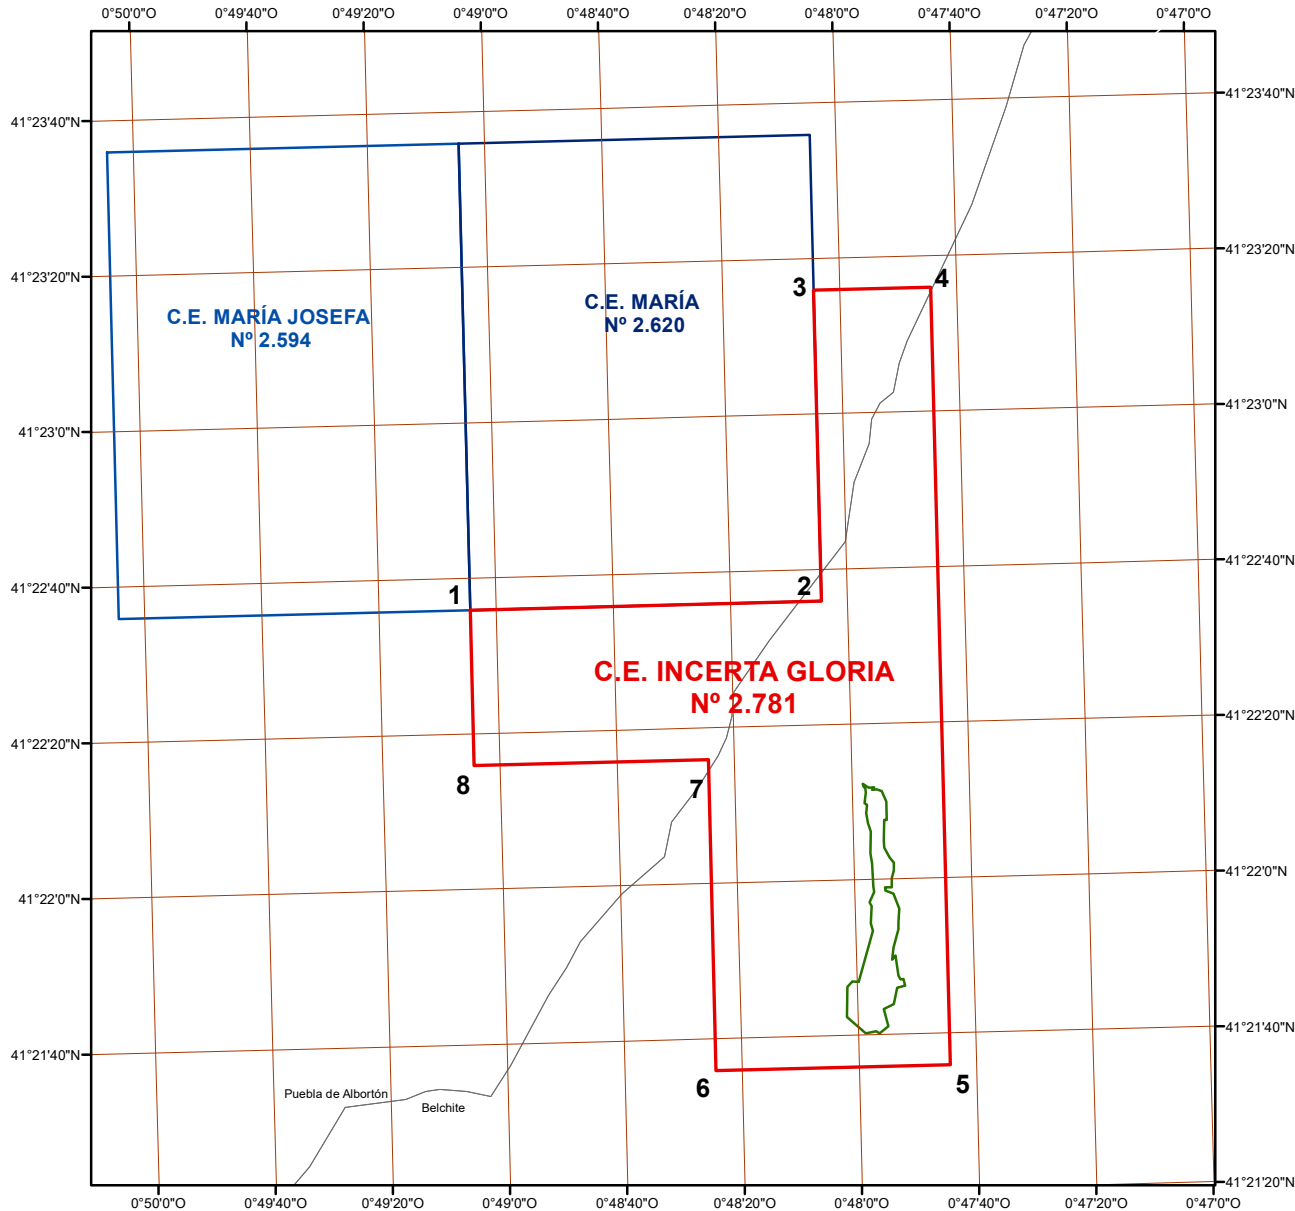 0°50'0"O 0°49'40"O 0°49'20"O 0°49'0"O 0°48'40"O 0°48'20"O 0°48'0"O 0°47'40"O 0°47'20"O 0°47'0"O
41°23'40"N 41°23'40"N
41°23'20"N 41°23'20"N
3 4
C.E. MARÍA JOSEFA
Nº 2.594
C.E. MARÍA
Nº 2.620
41°23'0"N 41°23'0"N
41°22'40"N 41°22'40"N
1 2
C.E. INCERTA GLORIA
Nº 2.781
41°22'20"N 41°22'20"N
8 7
41°22'0"N 41°22'0"N
41°21'40"N 41°21'40"N
6 5
Puebla de Albortón
Belchite
41°21'20"N
0°50'0"O 0°49'40"O 0°49'20"O 0°49'0"O 0°48'40"O 0°48'20"O 0°48'0"O 0°47'40"O 0°47'20"O 0°47'0"O